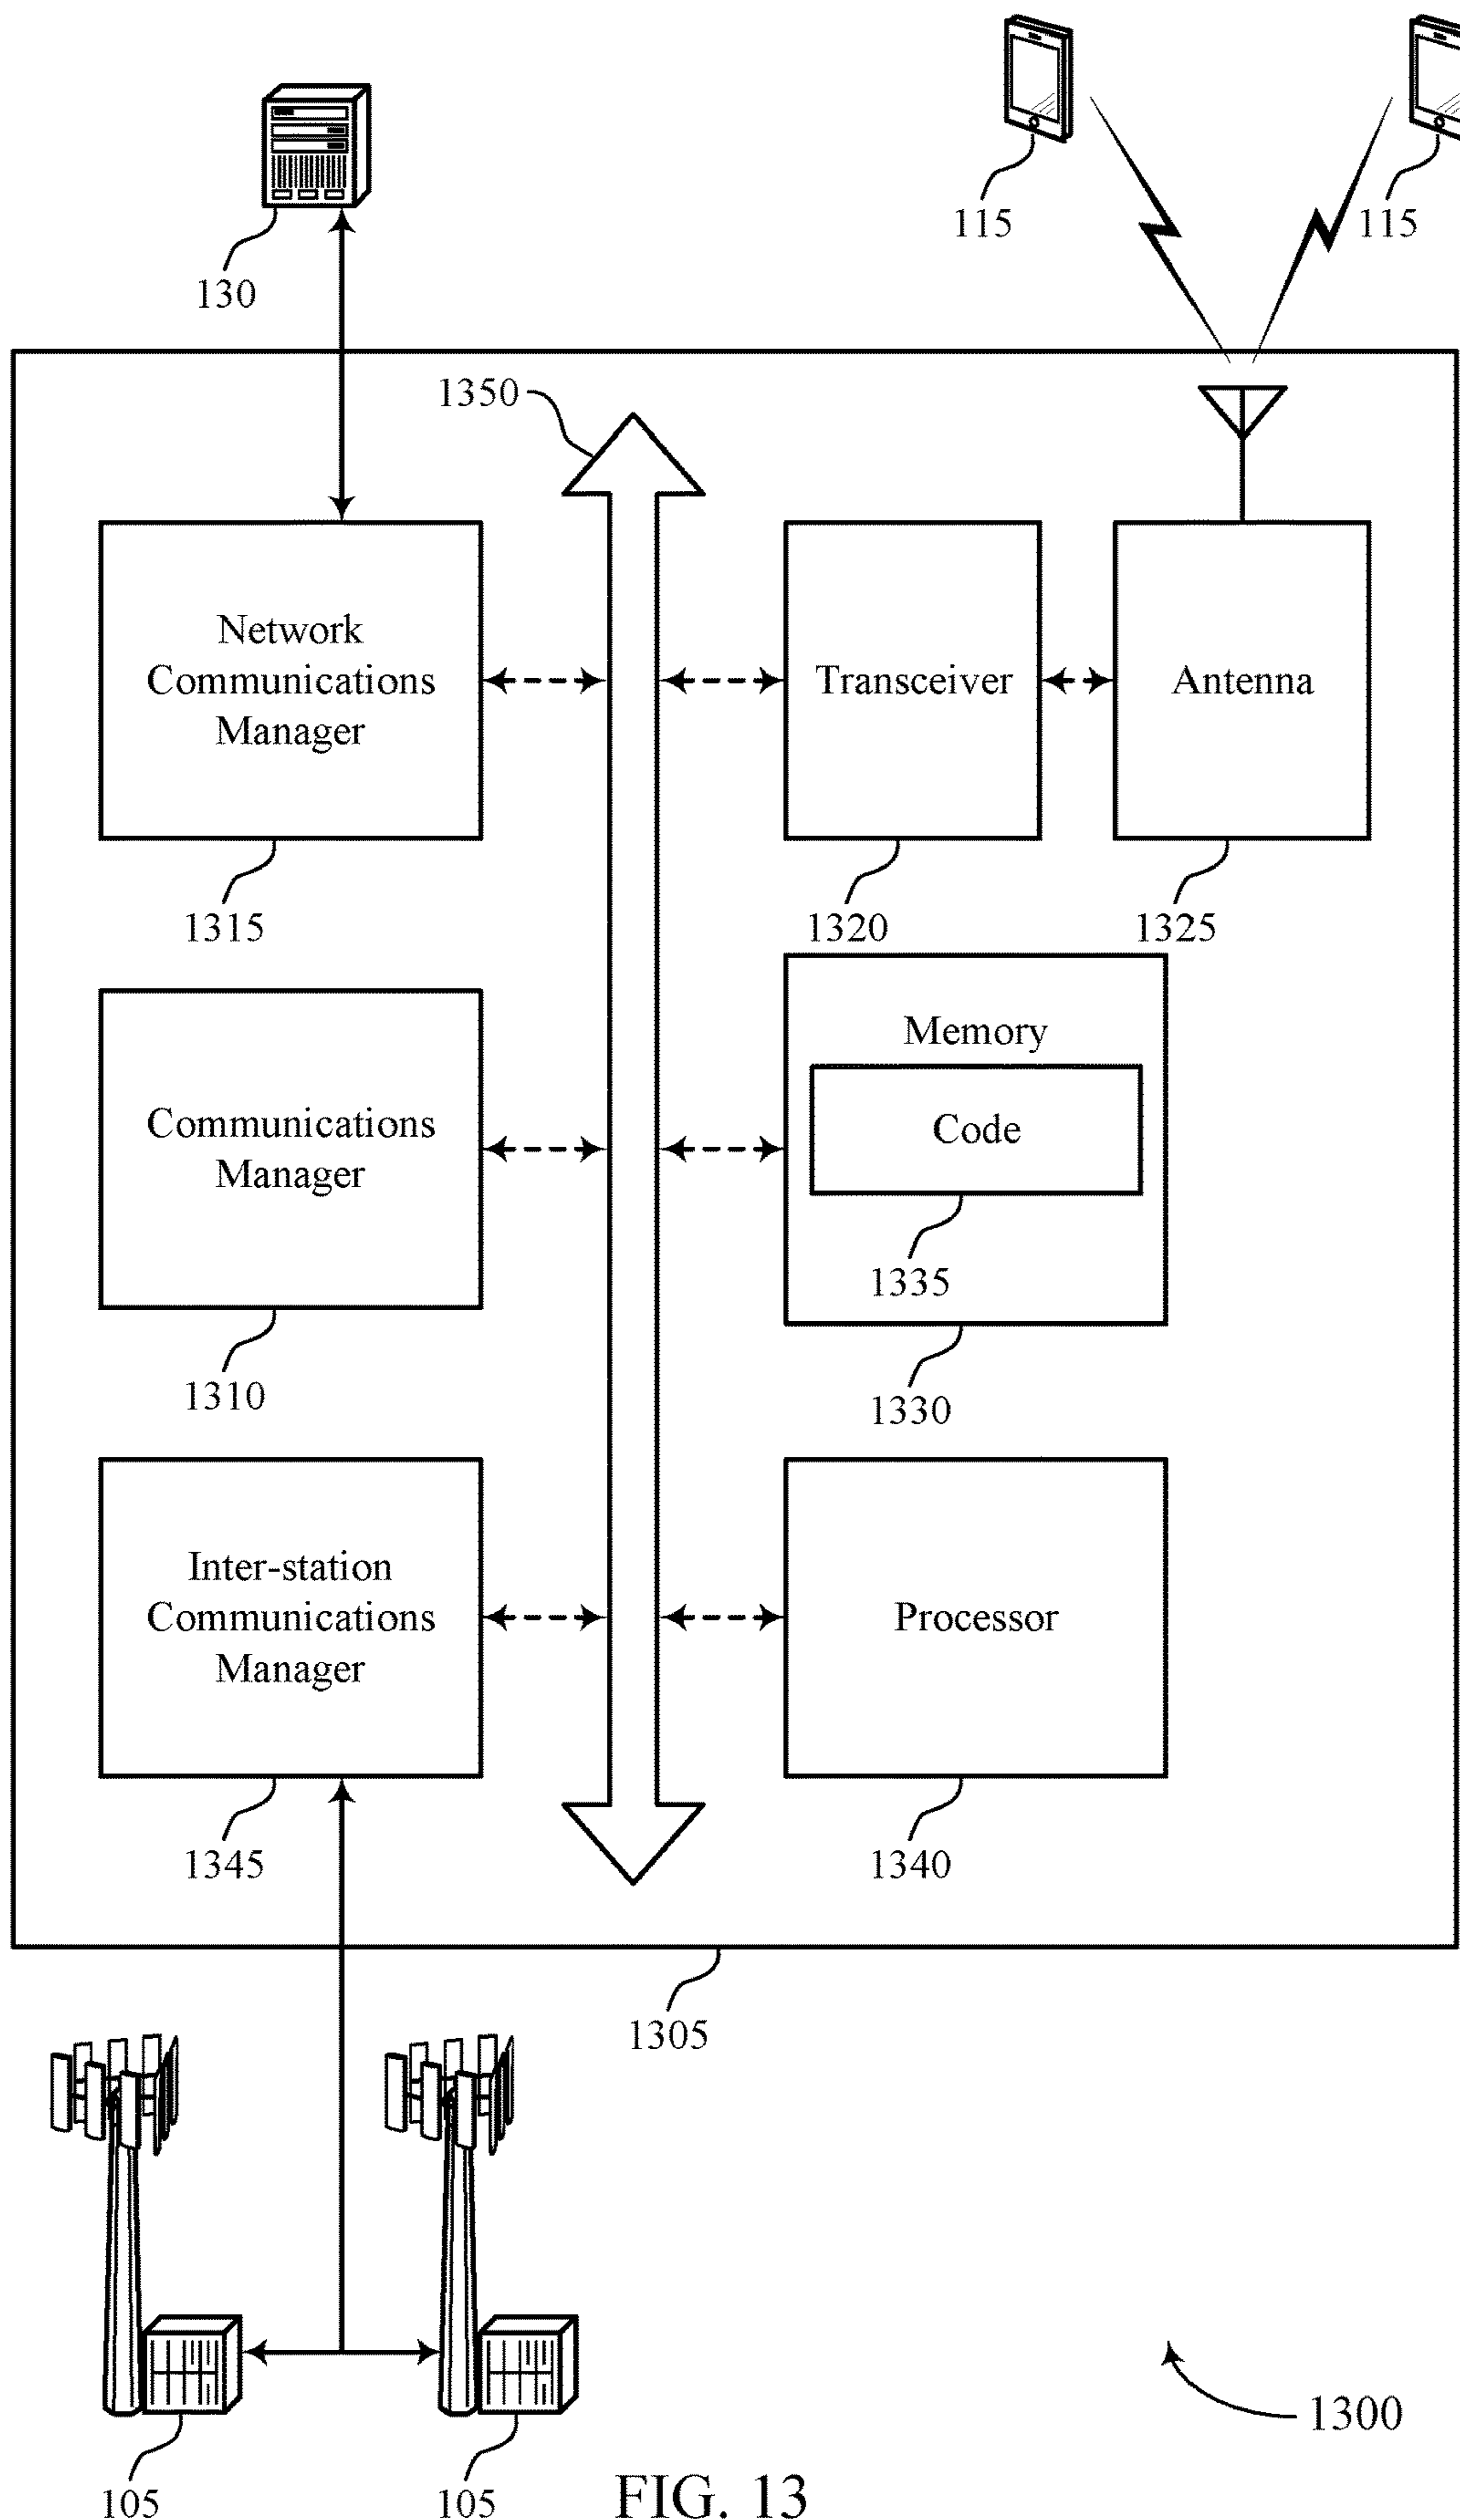 115
115
130
1350
Network
Communications
Manager
Transceiver
Antenna
1315
1320
1325
Memory
Communications
Manager
Code
1335
1310
1330
Inter-station
Communications
Manager
Processor
1345
1340
1305
1300
105
105
FIG. 13